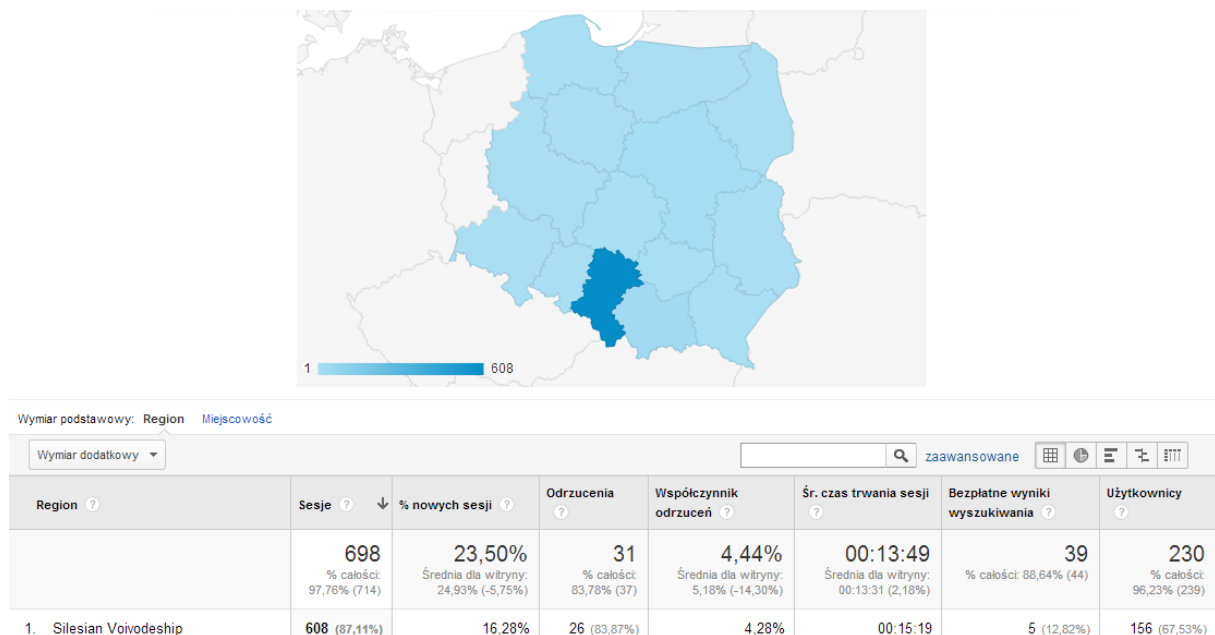 1 608
Wymiar podstawowy: Region Miejscowość
Wymiar dodatkowy zaawansowane
Region ? Sesje ? % nowych sesji ? Odrzucenia ? Współczynnik odrzuceń ? Śr. czas trwania sesji ? Bezpłatne wyniki wyszukiwania ? Użytkownicy ?
698 23,50% 31 4,44% 00:13:49 39 230
% całości: 97,76% (714) Średnia dla witryny: 24,93% (-5,75%) % całości: 83,78% (37) Średnia dla witryny: 5,18% (-14,30%) Średnia dla witryny: 00:13:31 (2,18%) % całości: 88,64% (44) % całości: 96,23% (239)
1. Silesian Voivodeship 608 (87,11%) 16,28% 26 (83,87%) 4,28% 00:15:19 5 (12,82%) 156 (67,53%)